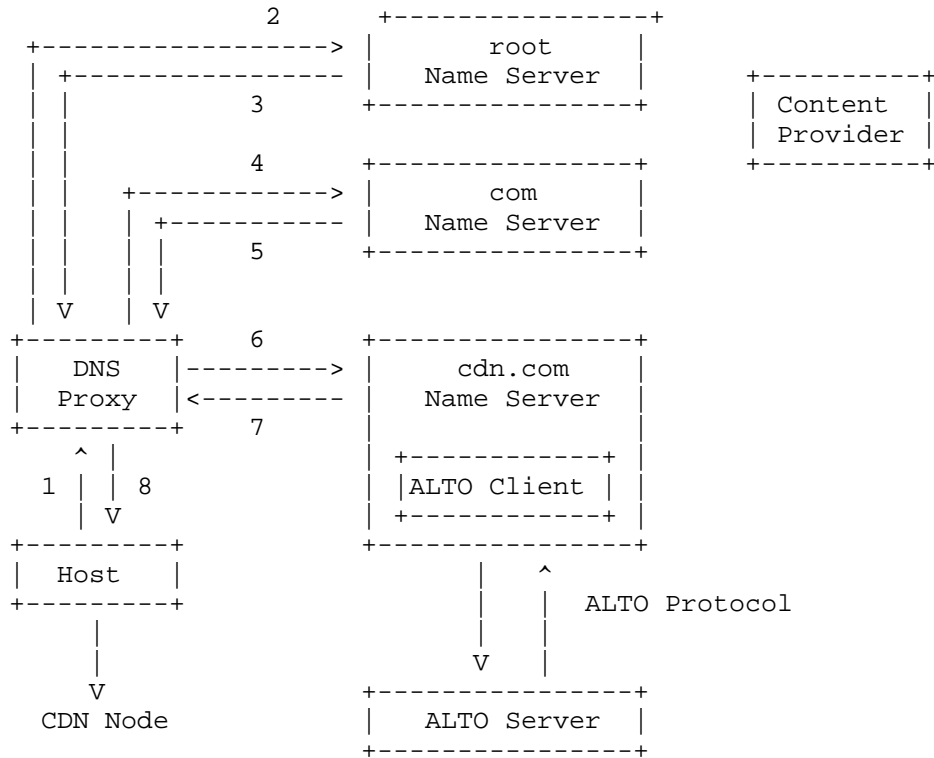 2
root
Name Server
3
Content
Provider
4
com
Name Server
5
6
DNS
Proxy
cdn.com
Name Server
7
1
8
ALTO Client
Host
ALTO Protocol
CDN Node
ALTO Server